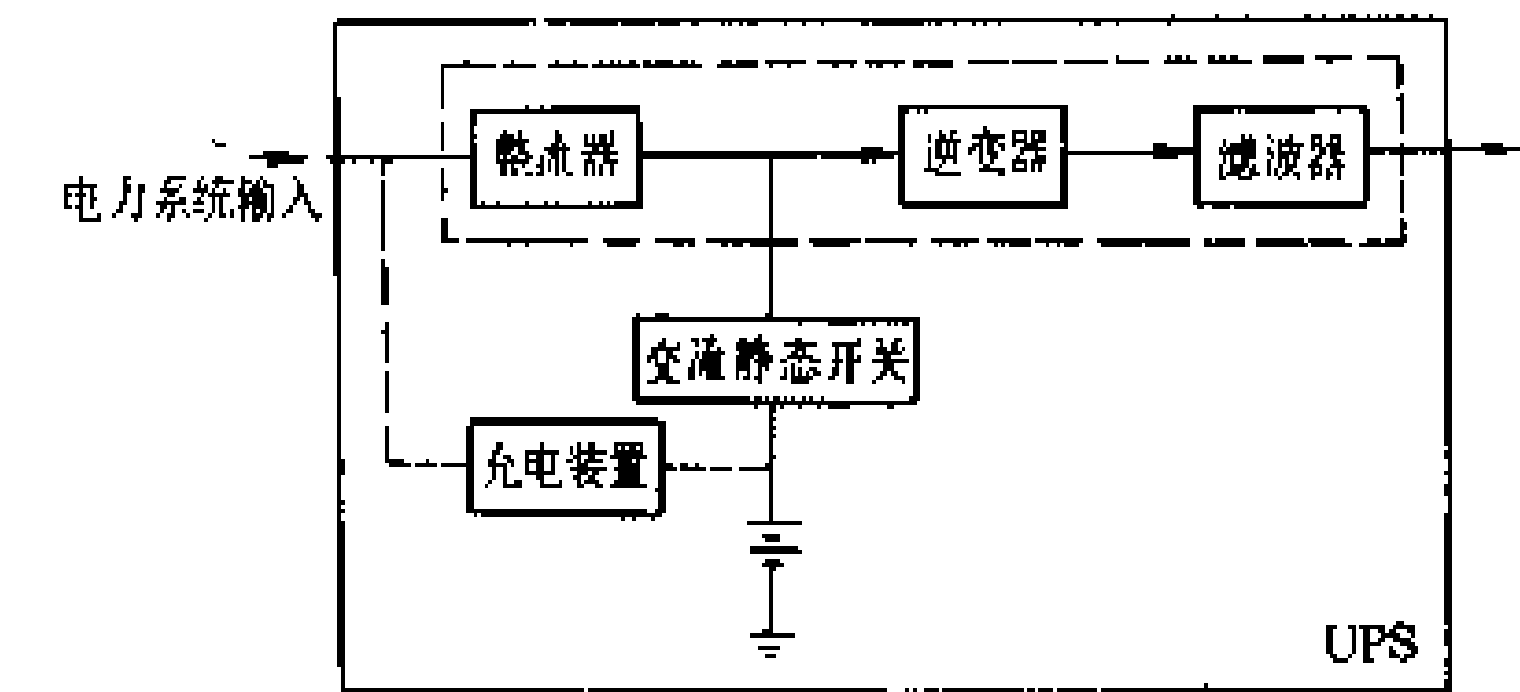 整流器
逆变器
滤波器
电力系统输入
交流静态开关
充电装置
UPS